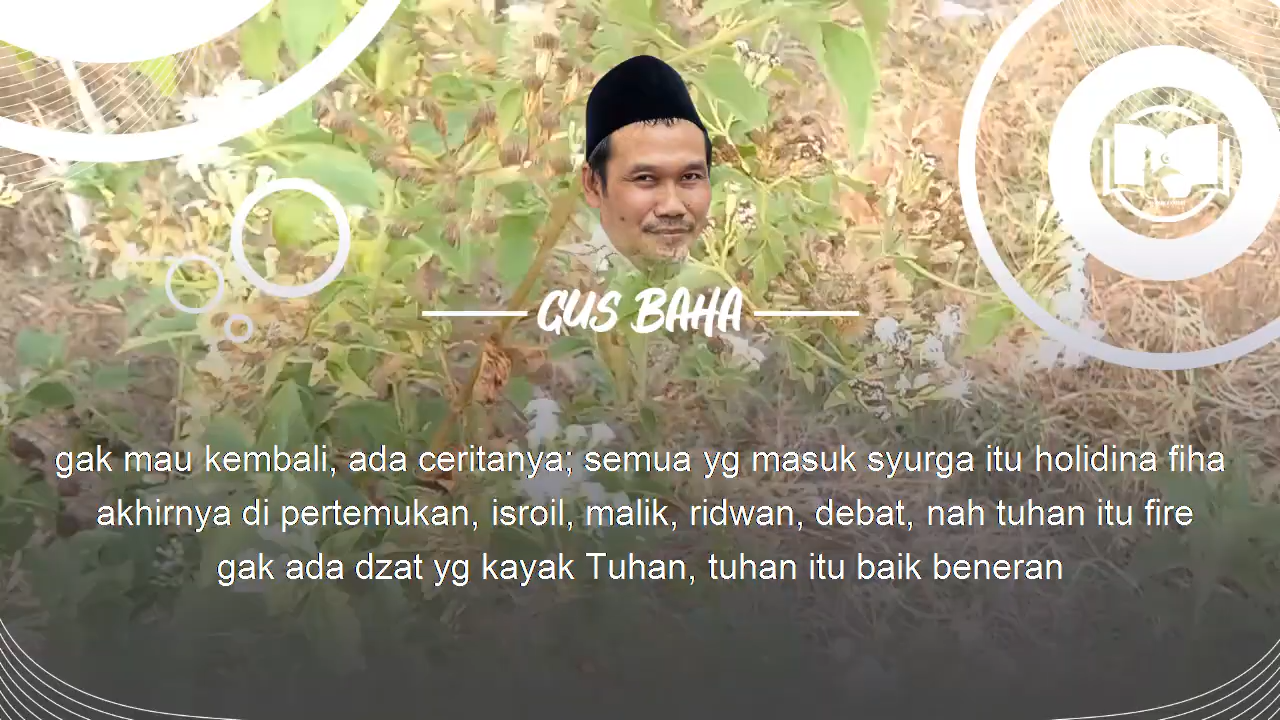 GUS BAHA
gak mau kembali, ada ceritanya; semua yg masuk syurga itu holidina fiha
akhirnya di pertemukan, isroil, malik, ridwan, debat, nah tuhan itu fire
gak ada dzat yg kayak Tuhan, tuhan itu baik beneran